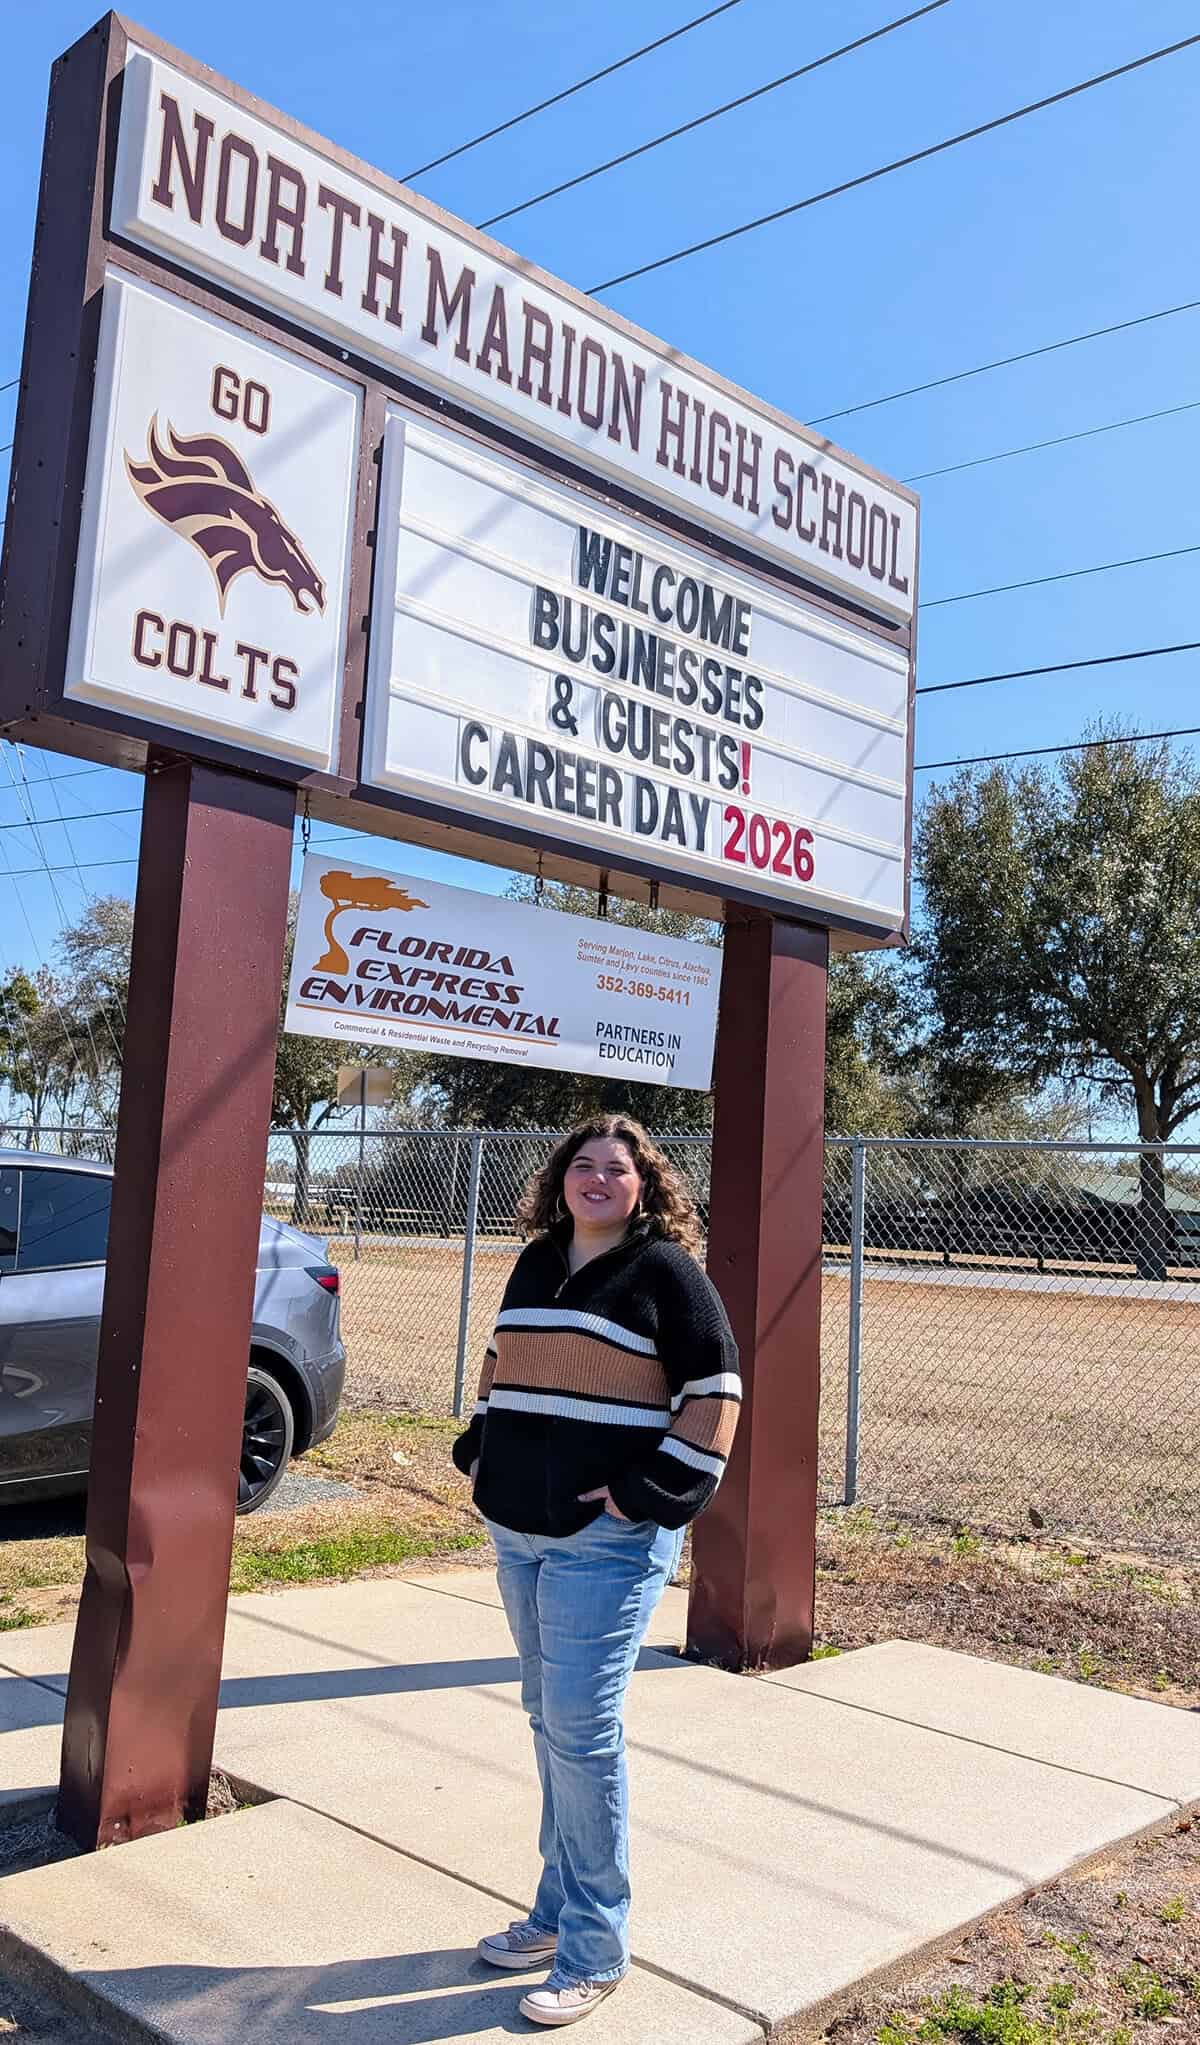 NORTH MARION HIGH SCHOOL
GO
COLTS
WELCOME
BUSINESSES
& GUESTS!
CAREER DAY 2026
FLORIDA
EXPRESS
ENVIRONMENTAL
Commercial & Residential Waste and Recycling Removal
Serving Marion, Lake, Citrus, Alachua,
Sumter and Levy counties since 1985
352-369-5411
PARTNERS IN
EDUCATION